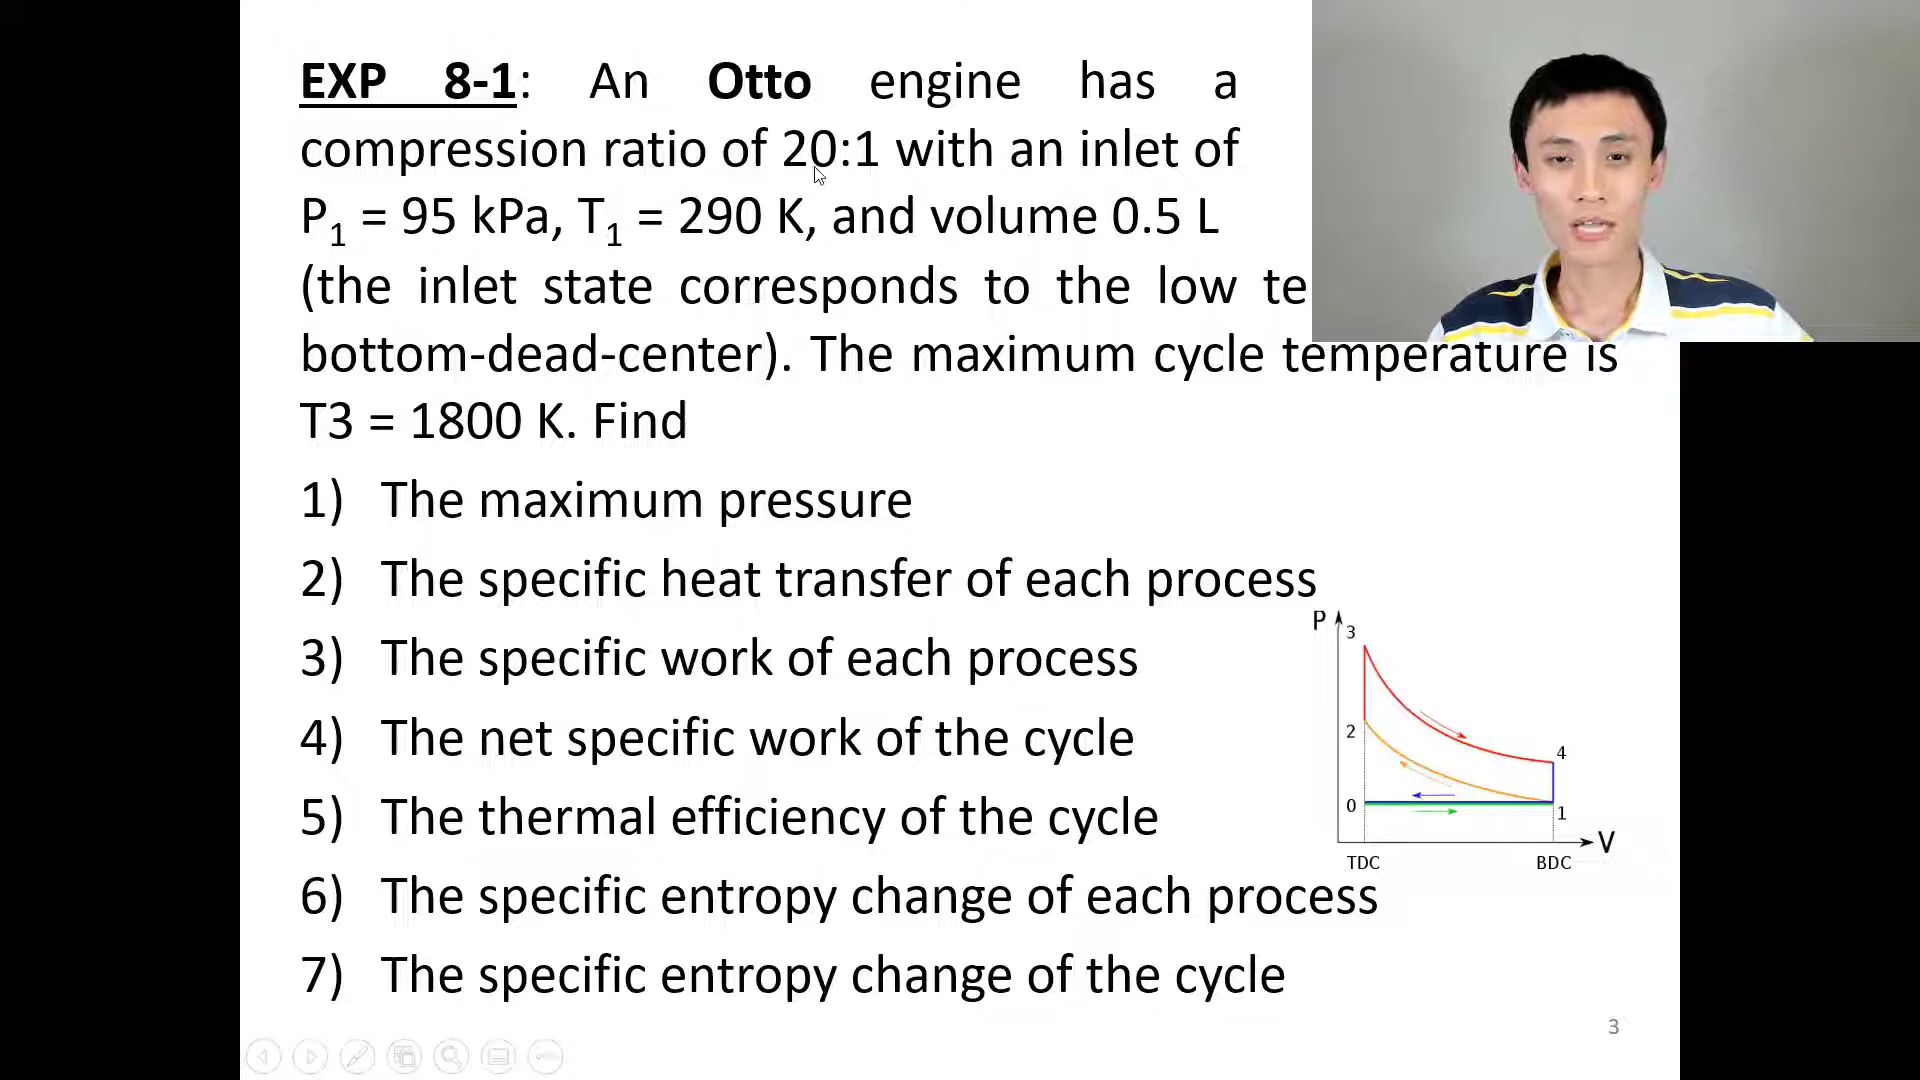 EXP 8-1: An Otto engine has a
compression ratio of 20:1 with an inlet of
P1 = 95 kPa, T1 = 290 K, and volume 0.5 L
(the inlet state corresponds to the low
bottom-dead-center). The maximum cycle temperature is
T3 = 1800 K. Find
1) The maximum pressure
2) The specific heat transfer of each process
3) The specific work of each process
4) The net specific work of the cycle
5) The thermal efficiency of the cycle
6) The specific entropy change of each process
7) The specific entropy change of the cycle
P
3
2
4
0
1
V
TDC BDC
3